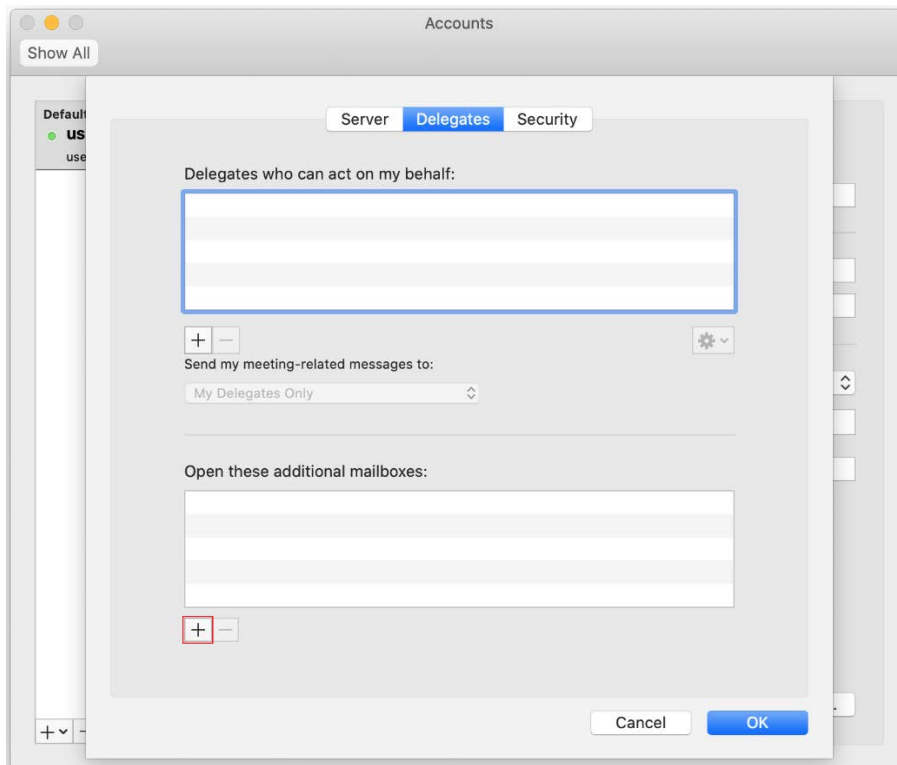 Accounts
Show All
Server Delegates Security
Default
us
use
Delegates who can act on my behalf:
Send my meeting-related messages to:
My Delegates Only
Open these additional mailboxes:
Cancel OK